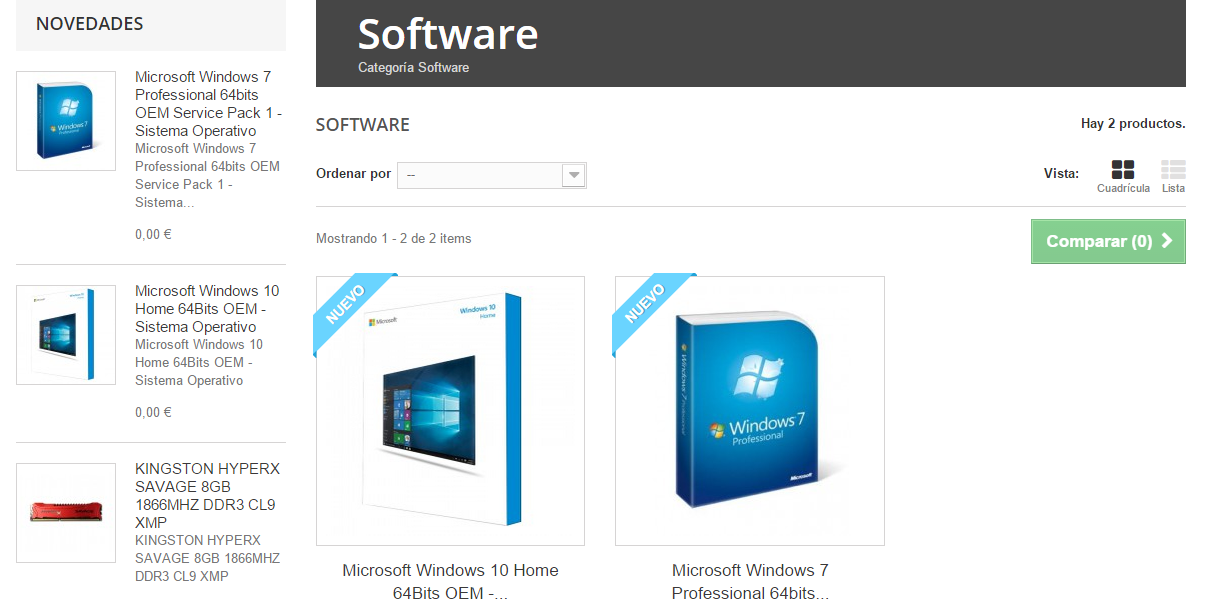 NOVEDADES
Microsoft Windows 7
Professional 64bits
OEM Service Pack 1 -
Sistema Operativo
Microsoft Windows 7
Professional 64bits OEM
Service Pack 1 -
Sistema...
0,00 €
Microsoft Windows 10
Home 64Bits OEM -
Sistema Operativo
Microsoft Windows 10
Home 64Bits OEM -
Sistema Operativo
0,00 €
KINGSTON HYPERX
SAVAGE 8GB
1866MHZ DDR3 CL9
XMP
KINGSTON HYPERX
SAVAGE 8GB 1866MHZ
DDR3 CL9 XMP
Software
Categoría Software
SOFTWARE
Hay 2 productos.
Ordenar por
--
Vista:
Cuadrícula
Lista
Mostrando 1 - 2 de 2 items
Comparar (0)
NUEVO
Microsoft
Windows 10
Home
Microsoft Windows 10 Home
64Bits OEM -...
NUEVO
Windows 7
Professional
Microsoft
Microsoft Windows 7
Professional 64bits...